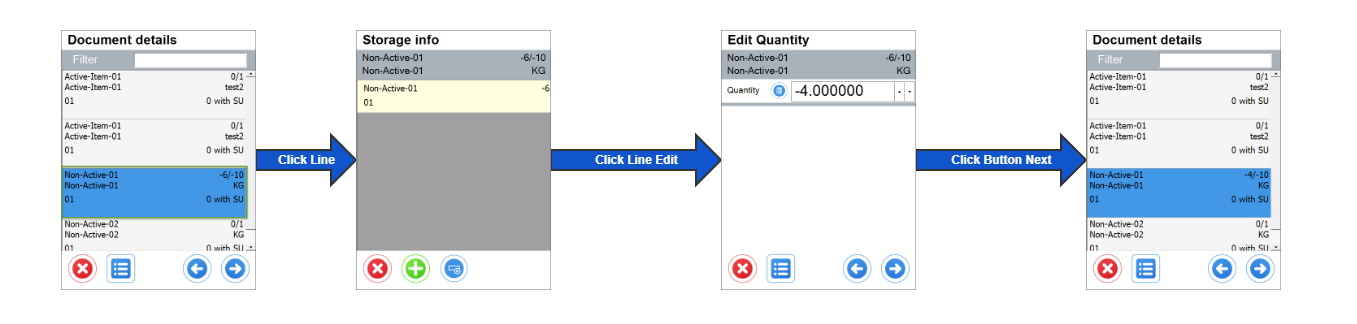 Document details
Filter
Active-Item-01 0/1
Active-Item-01 test2
01 0 with SU
Active-Item-01 0/1
Active-Item-01 test2
01 0 with SU
Non-Active-01 -6/-10
Non-Active-01 KG
01 0 with SU
Non-Active-02 0/1
Non-Active-02 KG
01 0 with SU
Click Line
Storage info
Non-Active-01 -6/-10
Non-Active-01 KG
Non-Active-01 -6
01
Click Line Edit
Edit Quantity
Non-Active-01 -6/-10
Non-Active-01 KG
Quantity -4.000000
Click Button Next
Document details
Filter
Active-Item-01 0/1
Active-Item-01 test2
01 0 with SU
Active-Item-01 0/1
Active-Item-01 test2
01 0 with SU
Non-Active-01 -4/-10
Non-Active-01 KG
01 0 with SU
Non-Active-02 0/1
Non-Active-02 KG
01 0 with SU